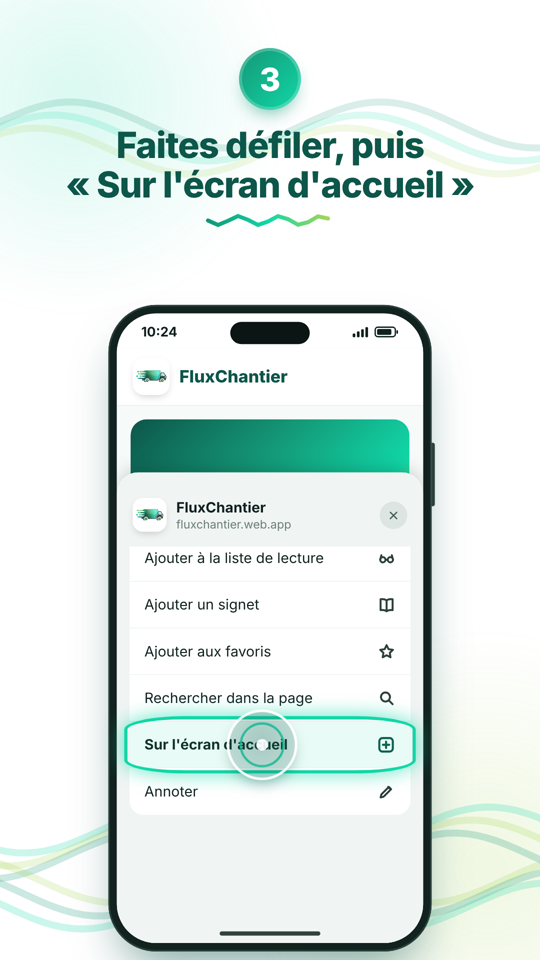 3
Faites défiler, puis
« Sur l'écran d'accueil »
10:24
FluxChantier
FluxChantier
fluxchantier.web.app
Ajouter à la liste de lecture
Ajouter un signet
Ajouter aux favoris
Rechercher dans la page
Sur l'écran d'accueil
Annoter